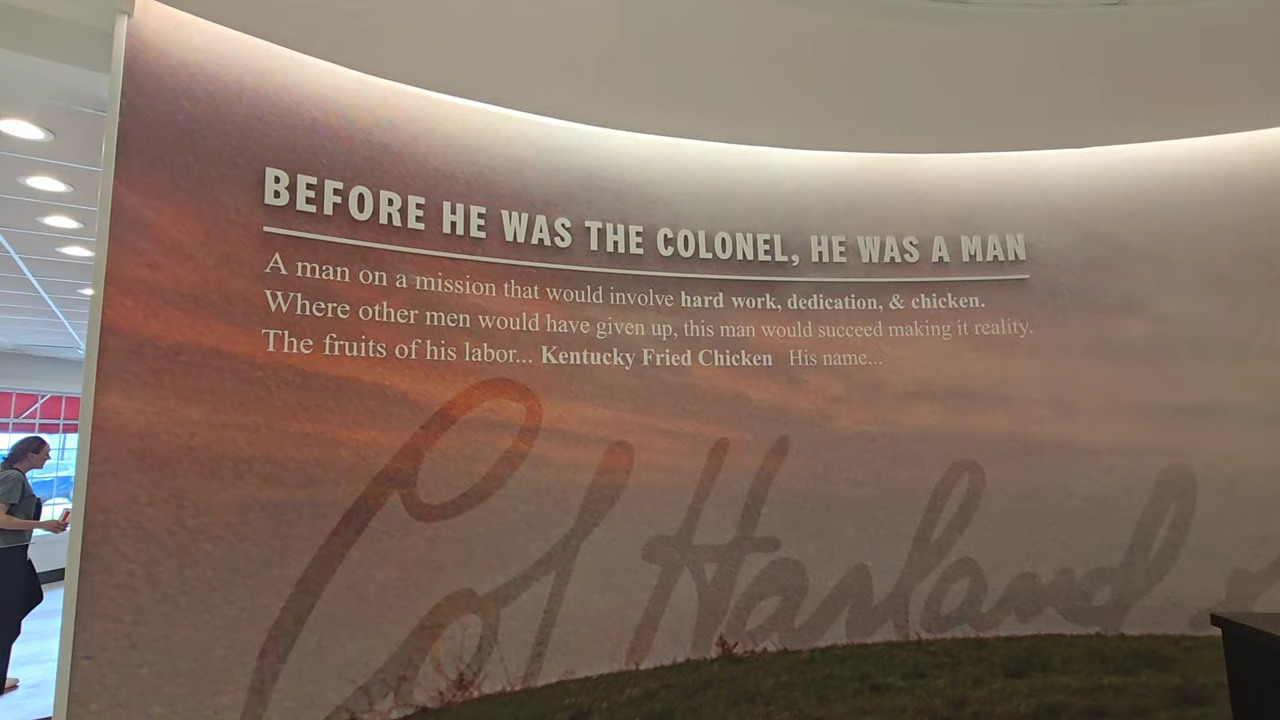 BEFORE HE WAS THE COLONEL, HE WAS A MAN
A man on a mission that would involve hard work, dedication, & chicken.
Where other men would have given up, this man would succeed making it reality.
The fruits of his labor... Kentucky Fried Chicken His name...
Col Harland